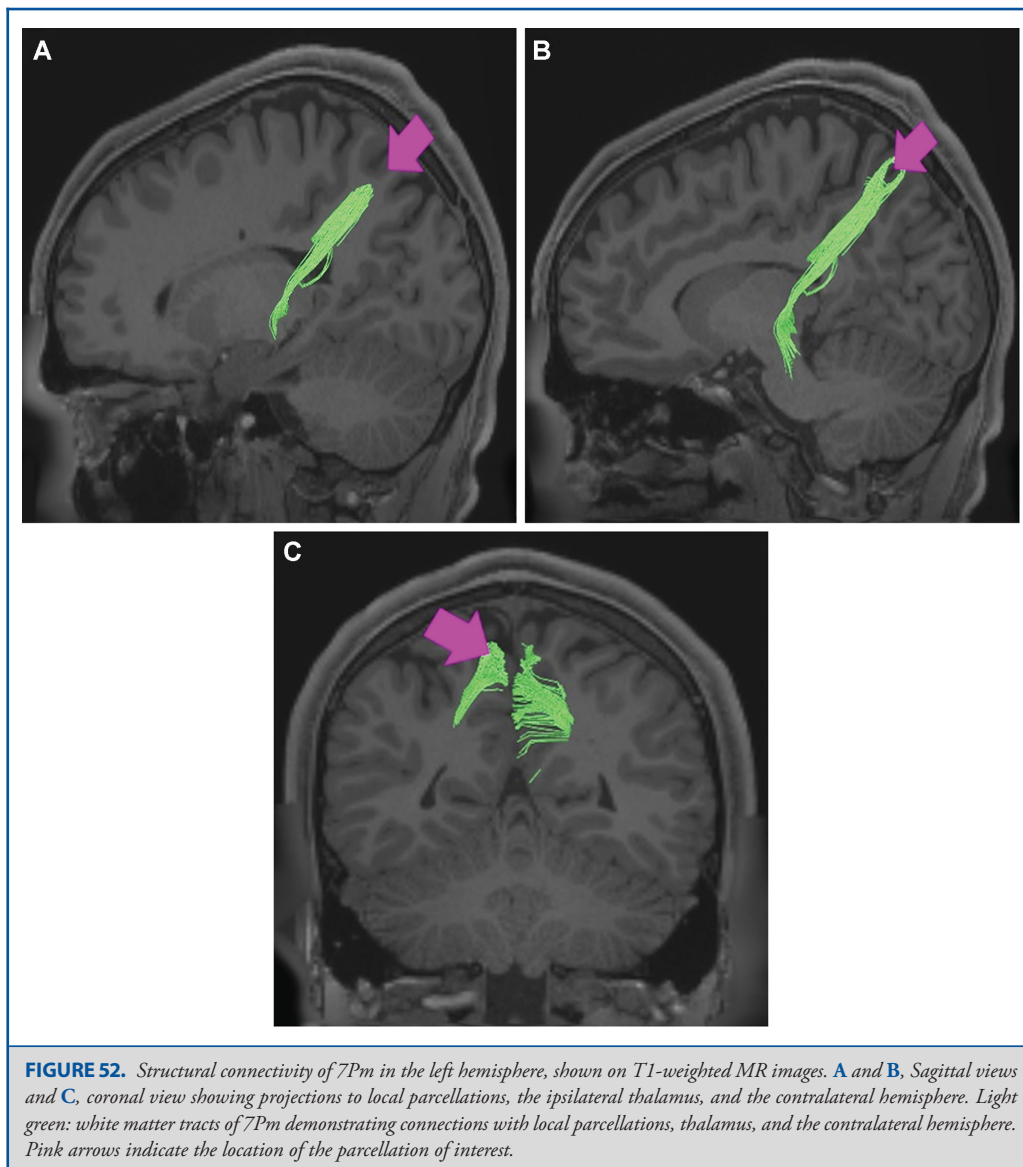 A
B
C
FIGURE 52. Structural connectivity of 7Pm in the left hemisphere, shown on T1-weighted MR images. A and B, Sagittal views
and C, coronal view showing projections to local parcellations, the ipsilateral thalamus, and the contralateral hemisphere. Light
green: white matter tracts of 7Pm demonstrating connections with local parcellations, thalamus, and the contralateral hemisphere.
Pink arrows indicate the location of the parcellation of interest.